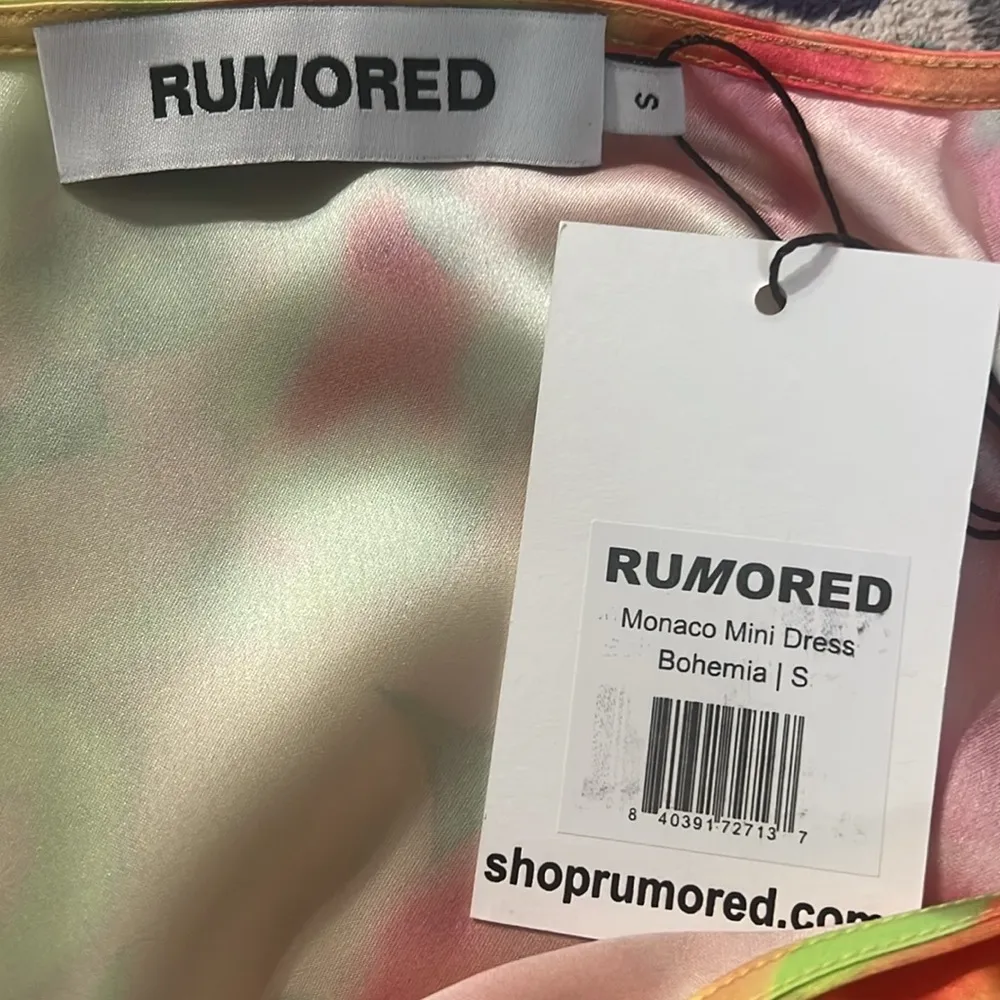 RUMORED
S
RUMORED
Monaco Mini Dress
Bohemia | S
8 40391 72713 7
shoprumored.com